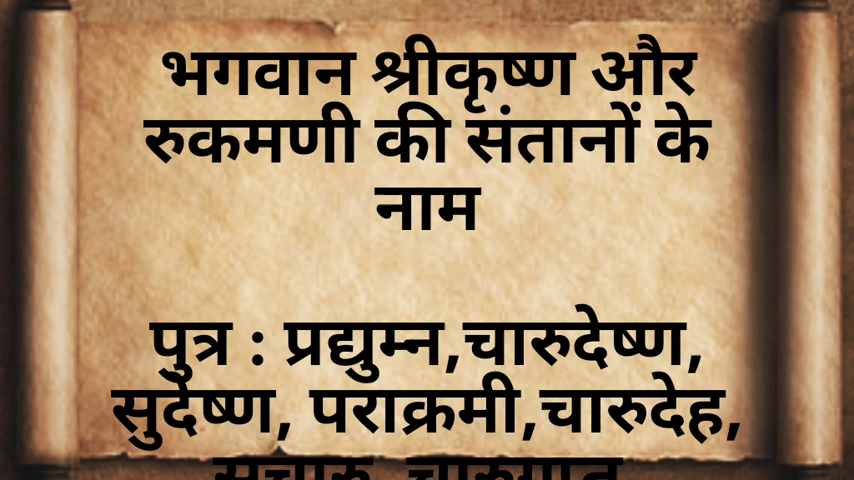 भगवान श्रीकृष्ण और
रुकमणी की संतानों के
नाम
पुत्र : प्रद्युम्न,चारुदेष्ण,
सुदेष्ण, पराक्रमी,चारुदेह,